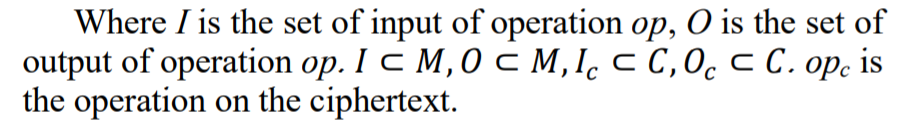 Where I is the set of input of operation op, O is the set of
output of operation op. I ⊂ M, O ⊂ M, I_c ⊂ C, O_c ⊂ C. op_c is
the operation on the ciphertext.